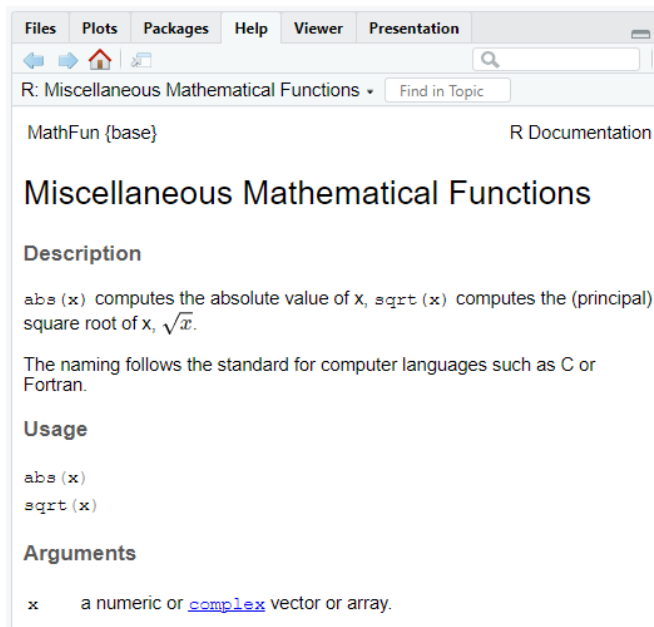 Files Plots Packages Help Viewer Presentation
R: Miscellaneous Mathematical Functions Find in Topic
MathFun {base} R Documentation
Miscellaneous Mathematical Functions
Description
abs(x) computes the absolute value of x, sqrt(x) computes the (principal)
square root of x, √x.
The naming follows the standard for computer languages such as C or
Fortran.
Usage
abs(x)
sqrt(x)
Arguments
x a numeric or complex vector or array.